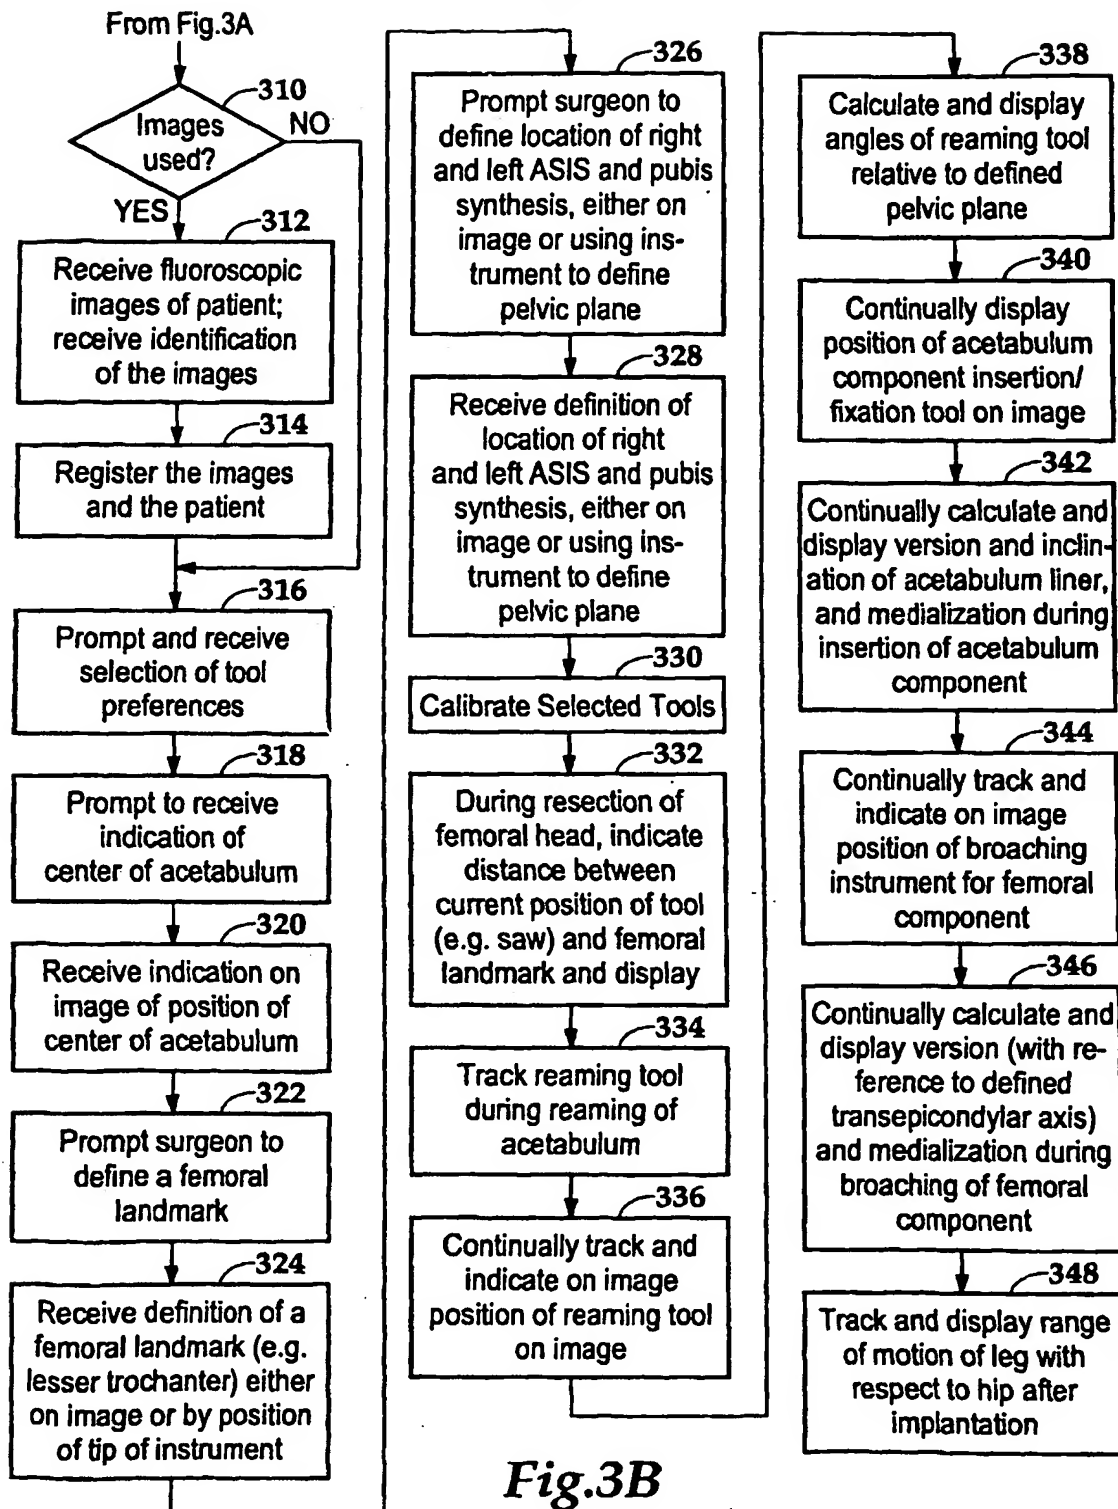 From Fig.3A
310
Images
used?
NO
YES
312
Receive fluoroscopic
images of patient;
receive identification
of the images
314
Register the images
and the patient
316
Prompt and receive
selection of tool
preferences
318
Prompt to receive
indication of
center of acetabulum
320
Receive indication on
image of position of
center of acetabulum
322
Prompt surgeon to
define a femoral
landmark
324
Receive definition of a
femoral landmark (e.g.
lesser trochanter) either
on image or by position
of tip of instrument
326
Prompt surgeon to
define location of right
and left ASIS and pubis
synthesis, either on
image or using ins-
trument to define
pelvic plane
328
Receive definition of
location of right
and left ASIS and pubis
synthesis, either on
image or using ins-
trument to define
pelvic plane
330
Calibrate Selected Tools
332
During resection of
femoral head, indicate
distance between
current position of tool
(e.g. saw) and femoral
landmark and display
334
Track reaming tool
during reaming of
acetabulum
336
Continually track and
indicate on image
position of reaming tool
on image
338
Calculate and display
angles of reaming tool
relative to defined
pelvic plane
340
Continually display
position of acetabulum
component insertion/
fixation tool on image
342
Continually calculate and
display version and inclin-
ation of acetabulum liner,
and medialization during
insertion of acetabulum
component
344
Continually track and
indicate on image
position of broaching
instrument for femoral
component
346
Continually calculate and
display version (with re-
ference to defined
transepicondylar axis)
and medialization during
broaching of femoral
component
348
Track and display range
of motion of leg with
respect to hip after
implantation
Fig.3B